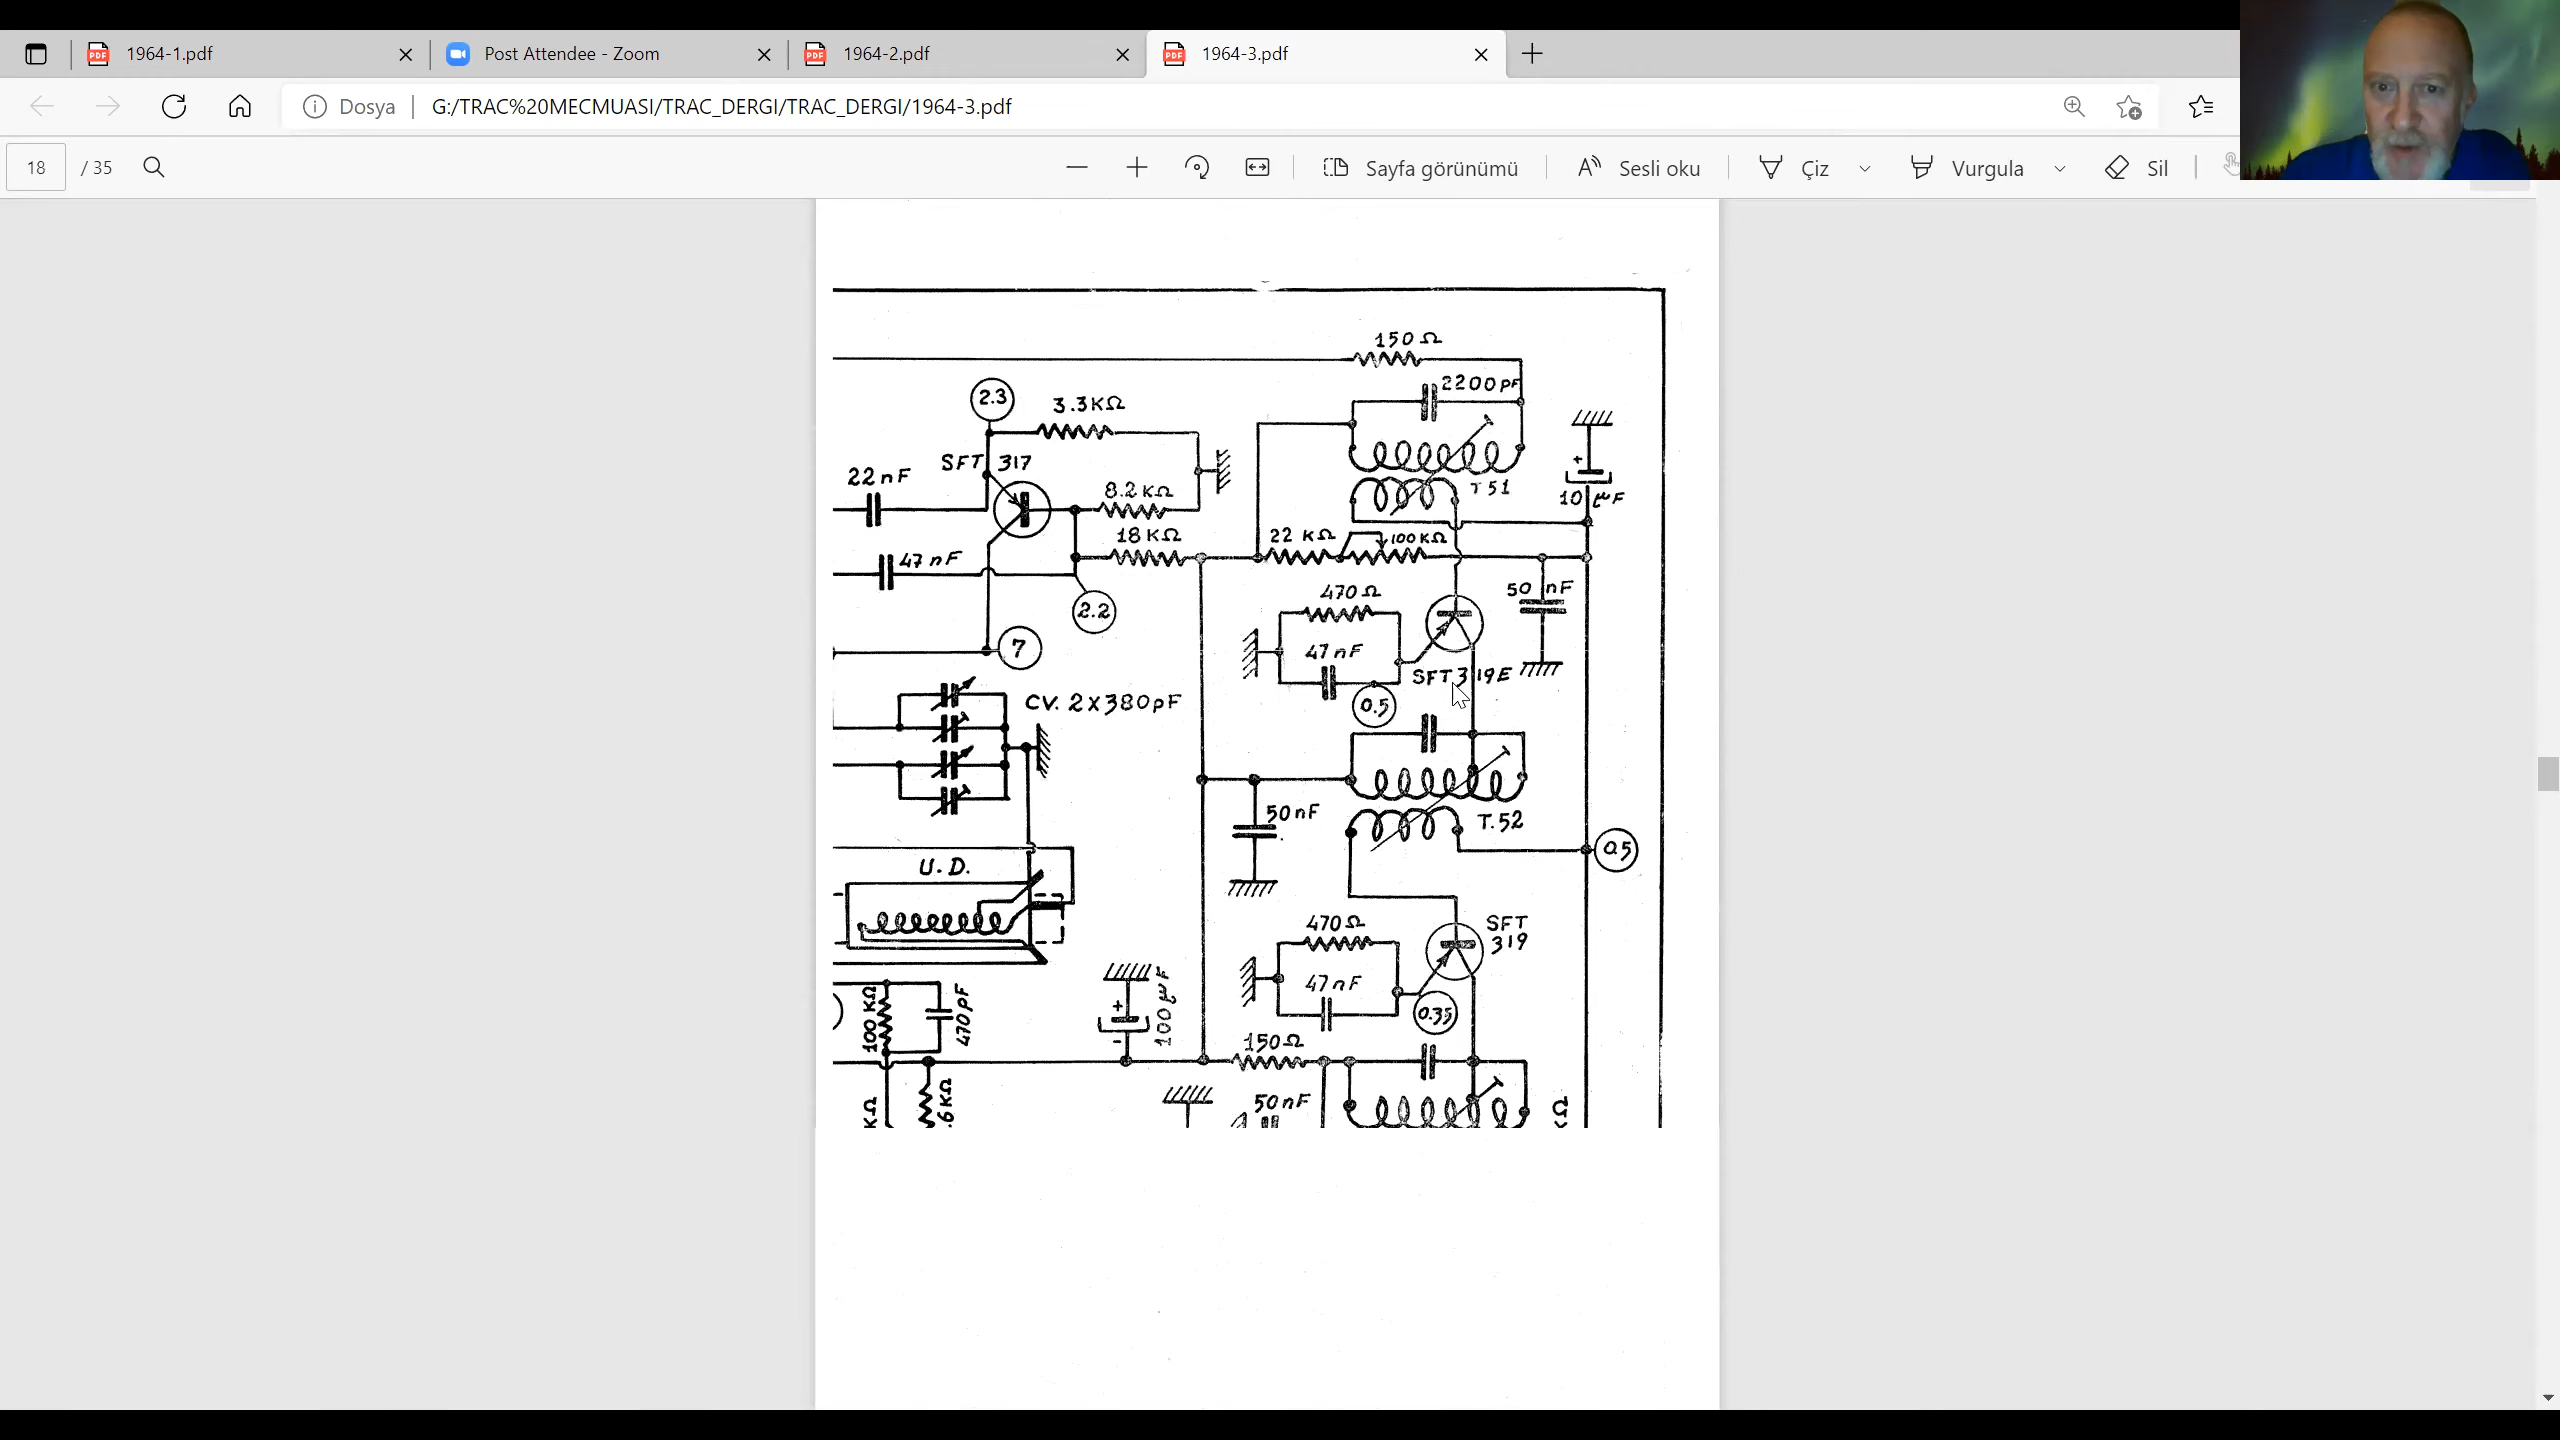 1964-1.pdf
Post Attendee - Zoom
1964-2.pdf
1964-3.pdf
Dosya
G:/TRAC%20MECMUASI/TRAC_DERGI/TRAC_DERGI/1964-3.pdf
18 / 35
Sayfa görünümü
Sesli oku
Çiz
Vurgula
Sil
150 Ω
2200 pF
2.3
3.3KΩ
SFT 317
22 nF
8.2 KΩ
T 51
10 µF
18 KΩ
22 KΩ
100 KΩ
47 nF
2.2
470 Ω
50 nF
7
47 nF
SFT 319E
CV. 2X380pF
0.5
50 nF
T.52
0.5
U.D.
470 Ω
SFT
319
47 nF
0.35
100 KΩ
470 pF
100 µF
150 Ω
50 nF
KΩ
.6KΩ
Ω